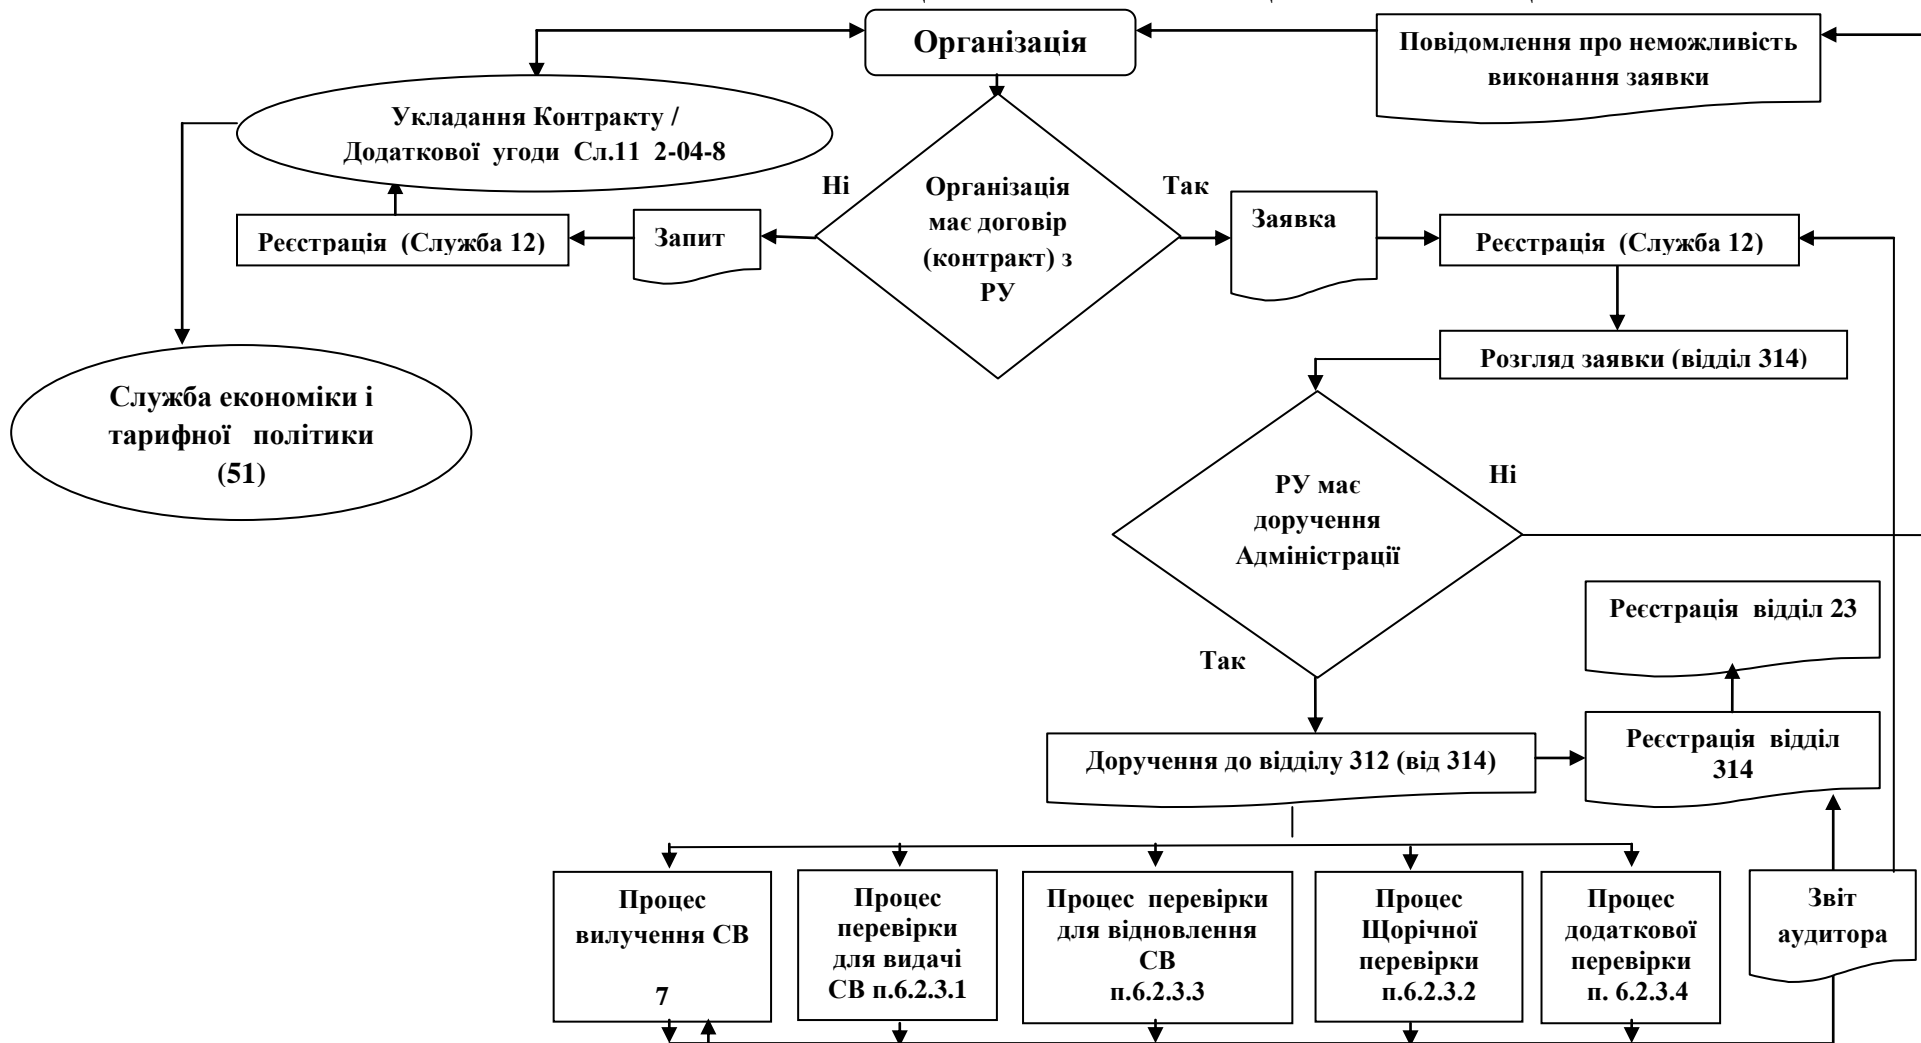 Організація
Повідомлення про неможливість
виконання заявки
Укладання Контракту /
Додаткової угоди Сл.11 2-04-8
Ні
Організація
має договір
(контракт) з
РУ
Так
Запит
Реєстрація (Служба 12)
Заявка
Реєстрація (Служба 12)
Розгляд заявки (відділ 314)
Служба економіки і
тарифної політики
(51)
РУ має
доручення
Адміністрації
Ні
Так
Реєстрація відділ 23
Реєстрація відділ
314
Доручення до відділу 312 (від 314)
Процес
вилучення СВ
7
Процес
перевірки
для видачі
СВ п.6.2.3.1
Процес перевірки
для відновлення
СВ
п.6.2.3.3
Процес
Щорічної
перевірки
п.6.2.3.2
Процес
додаткової
перевірки
п. 6.2.3.4
Звіт
аудитора